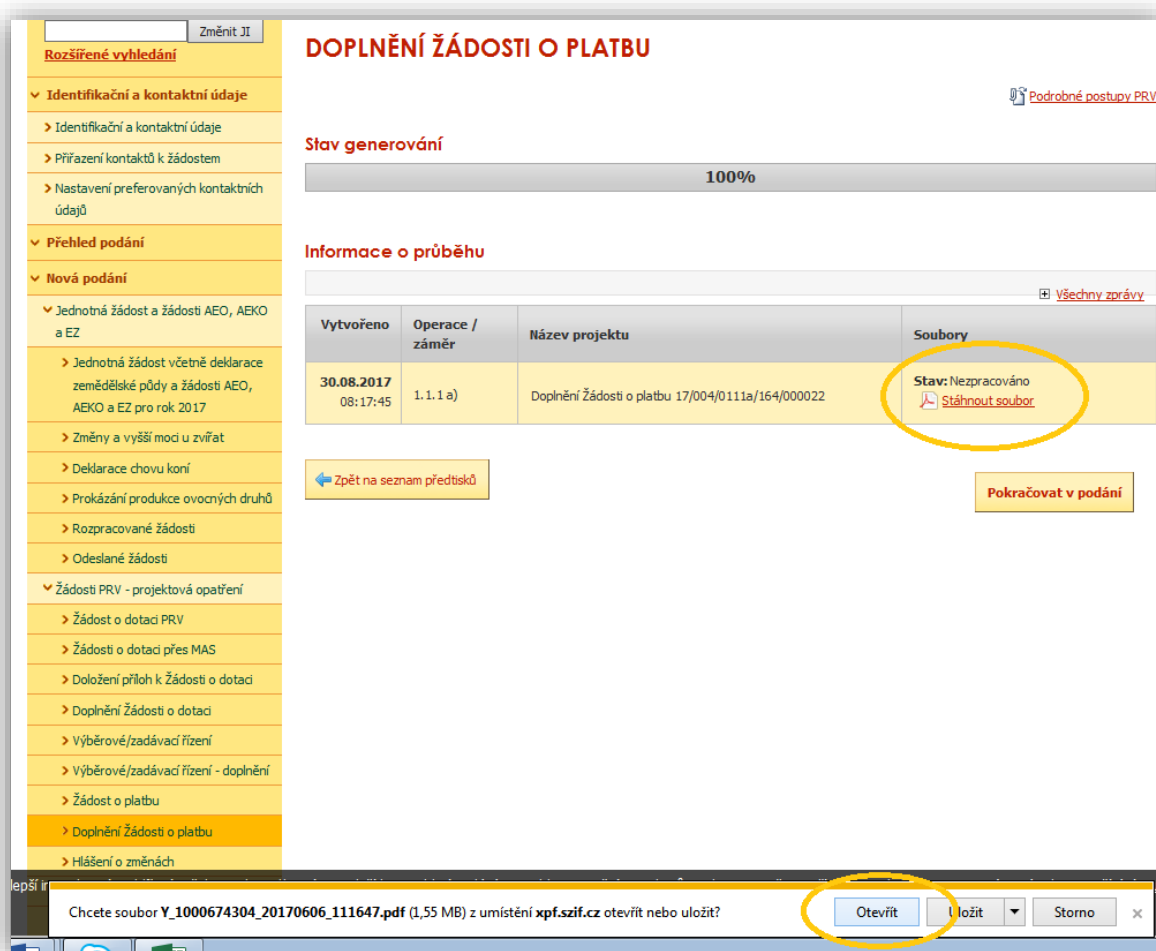 Změnit JI
Rozšířené vyhledání
Identifikační a kontaktní údaje
Identifikační a kontaktní údaje
Přiřazení kontaktů k žádostem
Nastavení preferovaných kontaktních
údajů
Přehled podání
Nová podání
Jednotná žádost a žádosti AEO, AEKO
a EZ
Jednotná žádost včetně deklarace
zemědělské půdy a žádosti AEO,
AEKO a EZ pro rok 2017
Změny a vyšší moci u zvířat
Deklarace chovu koní
Prokázání produkce ovocných druhů
Rozpracované žádosti
Odeslané žádosti
Žádosti PRV - projektová opatření
Žádost o dotaci PRV
Žádosti o dotaci přes MAS
Doložení příloh k Žádosti o dotaci
Doplnění Žádosti o dotaci
Výběrové/zadávací řízení
Výběrové/zadávací řízení - doplnění
Žádost o platbu
Doplnění Žádosti o platbu
Hlášení o změnách
DOPLNĚNÍ ŽÁDOSTI O PLATBU
Podrobné postupy PRV
Stav generování
100%
Informace o průběhu
Všechny zprávy
Vytvořeno
Operace /
záměr
Název projektu
Soubory
30.08.2017
08:17:45
1.1.1 a)
Doplnění Žádosti o platbu 17/004/0111a/164/000022
Stav: Nezpracováno
Stáhnout soubor
Zpět na seznam předtisků
Pokračovat v podání
Chcete soubor Y_1000674304_20170606_111647.pdf (1,55 MB) z umístění xpf.szif.cz otevřít nebo uložit?
Otevřít
Uložit
Storno